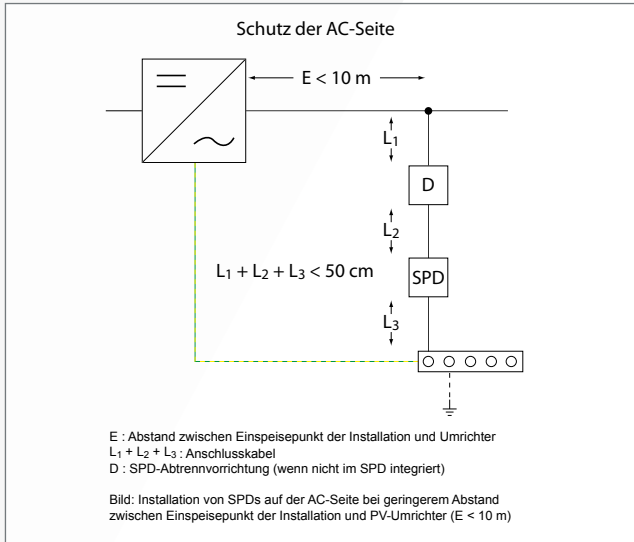 Schutz der AC-Seite
E < 10 m
L1
D
L2
L1 + L2 + L3 < 50 cm
SPD
L3
E : Abstand zwischen Einspeisepunkt der Installation und Umrichter
L1 + L2 + L3 : Anschlusskabel
D : SPD-Abtrennvorrichtung (wenn nicht im SPD integriert)
Bild: Installation von SPDs auf der AC-Seite bei geringerem Abstand
zwischen Einspeisepunkt der Installation und PV-Umrichter (E < 10 m)